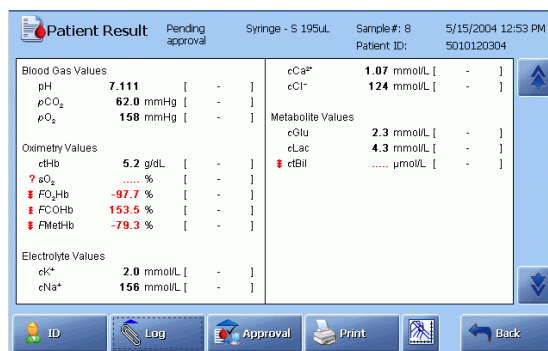 Patient Result
Pending approval
Syringe - S 195uL
Sample#: 8
Patient ID:
5/15/2004 12:53 PM
5010120304
Blood Gas Values
pH 7.111 [ - ]
pCO₂ 62.0 mmHg [ - ]
pO₂ 158 mmHg [ - ]
Oximetry Values
ctHb 5.2 g/dL [ - ]
? sO₂ ..... % [ - ]
FO₂Hb -97.7 % [ - ]
FCOHb 153.5 % [ - ]
FMetHb -79.3 % [ - ]
Electrolyte Values
cK⁺ 2.0 mmol/L [ - ]
cNa⁺ 156 mmol/L [ - ]
cCa²⁺ 1.07 mmol/L [ - ]
cCl⁻ 124 mmol/L [ - ]
Metabolite Values
cGlu 2.3 mmol/L [ - ]
cLac 4.3 mmol/L [ - ]
ctBil ..... µmol/L [ - ]
ID
Log
Approval
Print
Back